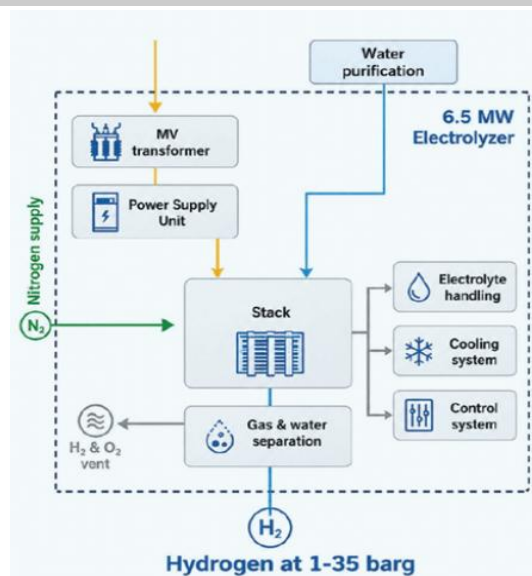 Water
purification
6.5 MW
Electrolyzer
MV
transformer
Power Supply
Unit
Nitrogen supply
N₂
Stack
Electrolyte
handling
Cooling
system
Control
system
Gas & water
separation
H₂ & O₂
vent
H₂
Hydrogen at 1-35 barg